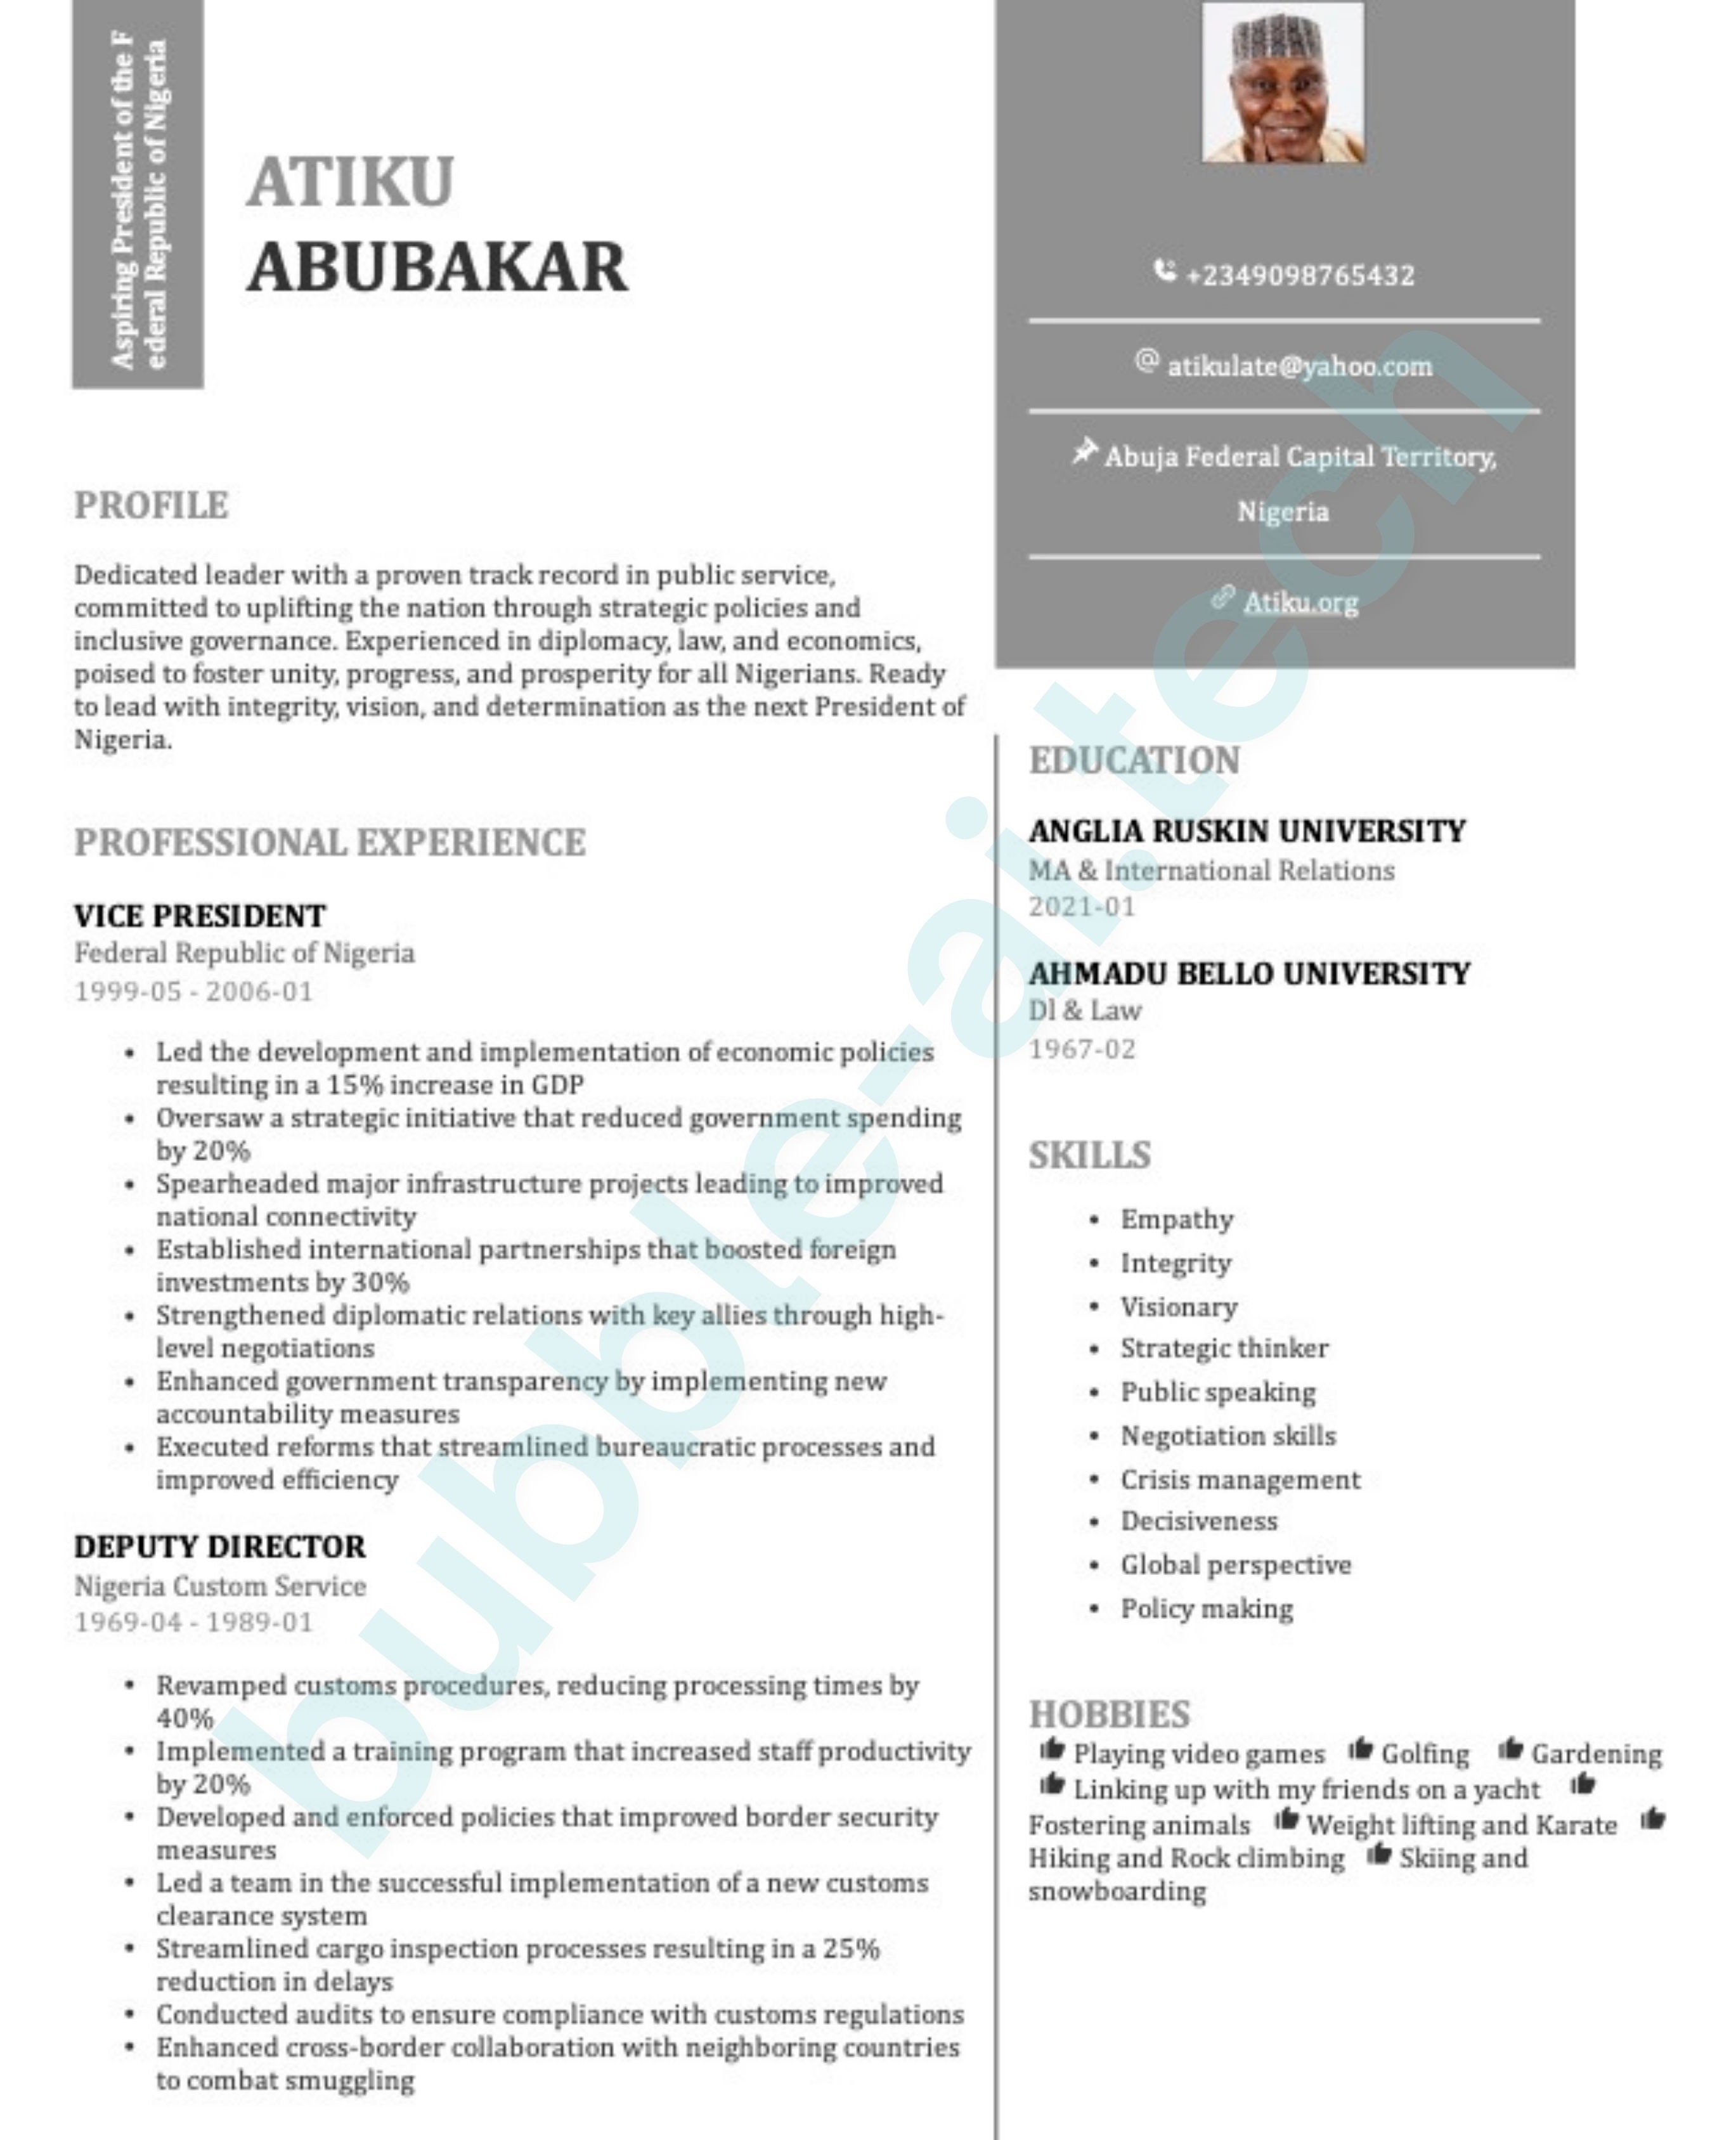 Aspiring President of the F
ederal Republic of Nigeria
ATIKU
ABUBAKAR
+2349098765432
@ atikulate@yahoo.com
Abuja Federal Capital Territory,
Nigeria
Atiku.org
PROFILE
Dedicated leader with a proven track record in public service,
committed to uplifting the nation through strategic policies and
inclusive governance. Experienced in diplomacy, law, and economics,
poised to foster unity, progress, and prosperity for all Nigerians. Ready
to lead with integrity, vision, and determination as the next President of
Nigeria.
PROFESSIONAL EXPERIENCE
VICE PRESIDENT
Federal Republic of Nigeria
1999-05 - 2006-01
• Led the development and implementation of economic policies
resulting in a 15% increase in GDP
• Oversaw a strategic initiative that reduced government spending
by 20%
• Spearheaded major infrastructure projects leading to improved
national connectivity
• Established international partnerships that boosted foreign
investments by 30%
• Strengthened diplomatic relations with key allies through high-
level negotiations
• Enhanced government transparency by implementing new
accountability measures
• Executed reforms that streamlined bureaucratic processes and
improved efficiency
DEPUTY DIRECTOR
Nigeria Custom Service
1969-04 - 1989-01
• Revamped customs procedures, reducing processing times by
40%
• Implemented a training program that increased staff productivity
by 20%
• Developed and enforced policies that improved border security
measures
• Led a team in the successful implementation of a new customs
clearance system
• Streamlined cargo inspection processes resulting in a 25%
reduction in delays
• Conducted audits to ensure compliance with customs regulations
• Enhanced cross-border collaboration with neighboring countries
to combat smuggling
EDUCATION
ANGLIA RUSKIN UNIVERSITY
MA & International Relations
2021-01
AHMADU BELLO UNIVERSITY
Dl & Law
1967-02
SKILLS
• Empathy
• Integrity
• Visionary
• Strategic thinker
• Public speaking
• Negotiation skills
• Crisis management
• Decisiveness
• Global perspective
• Policy making
HOBBIES
Playing video games Golfing Gardening
Linking up with my friends on a yacht
Fostering animals Weight lifting and Karate
Hiking and Rock climbing Skiing and
snowboarding
bubble-ai.tech